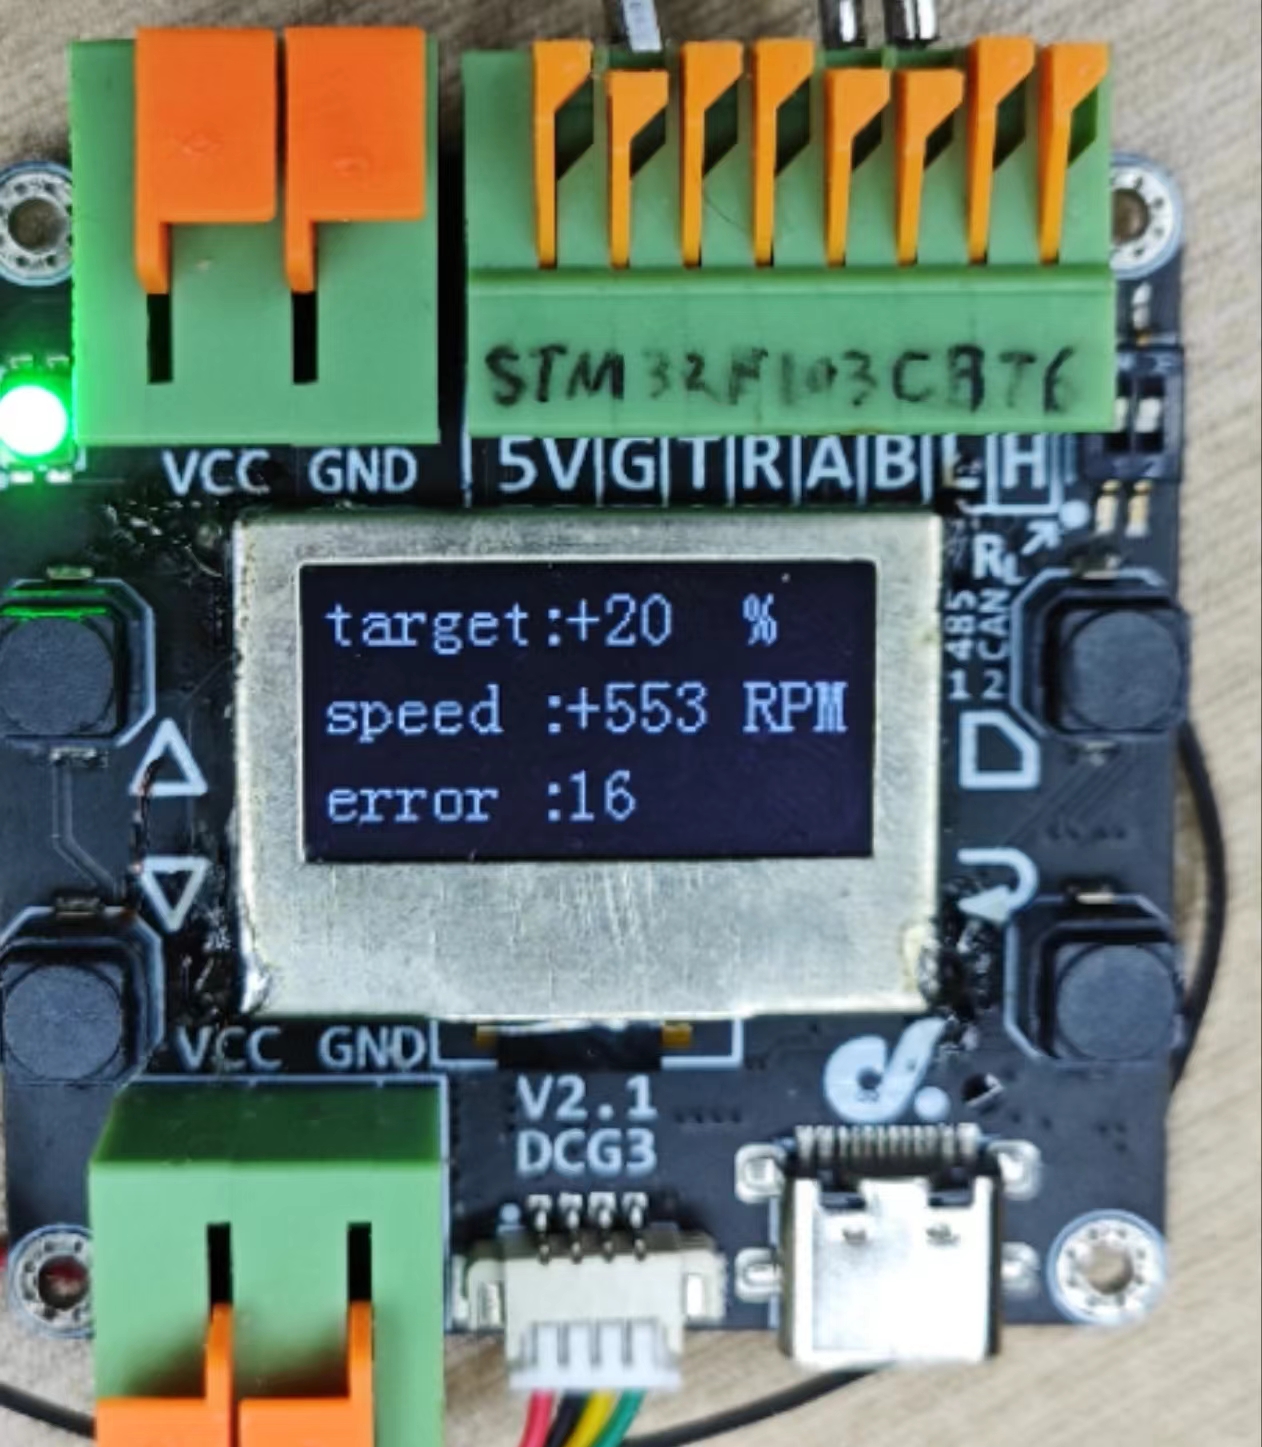 STM32F103CBT6
VCC GND
5V|G|T|R|A|B|L|H
R
target:+20 %
speed :+553 RPM
error :16
485
CAN
1 2
VCC GND
V2.1
DCG3
d.